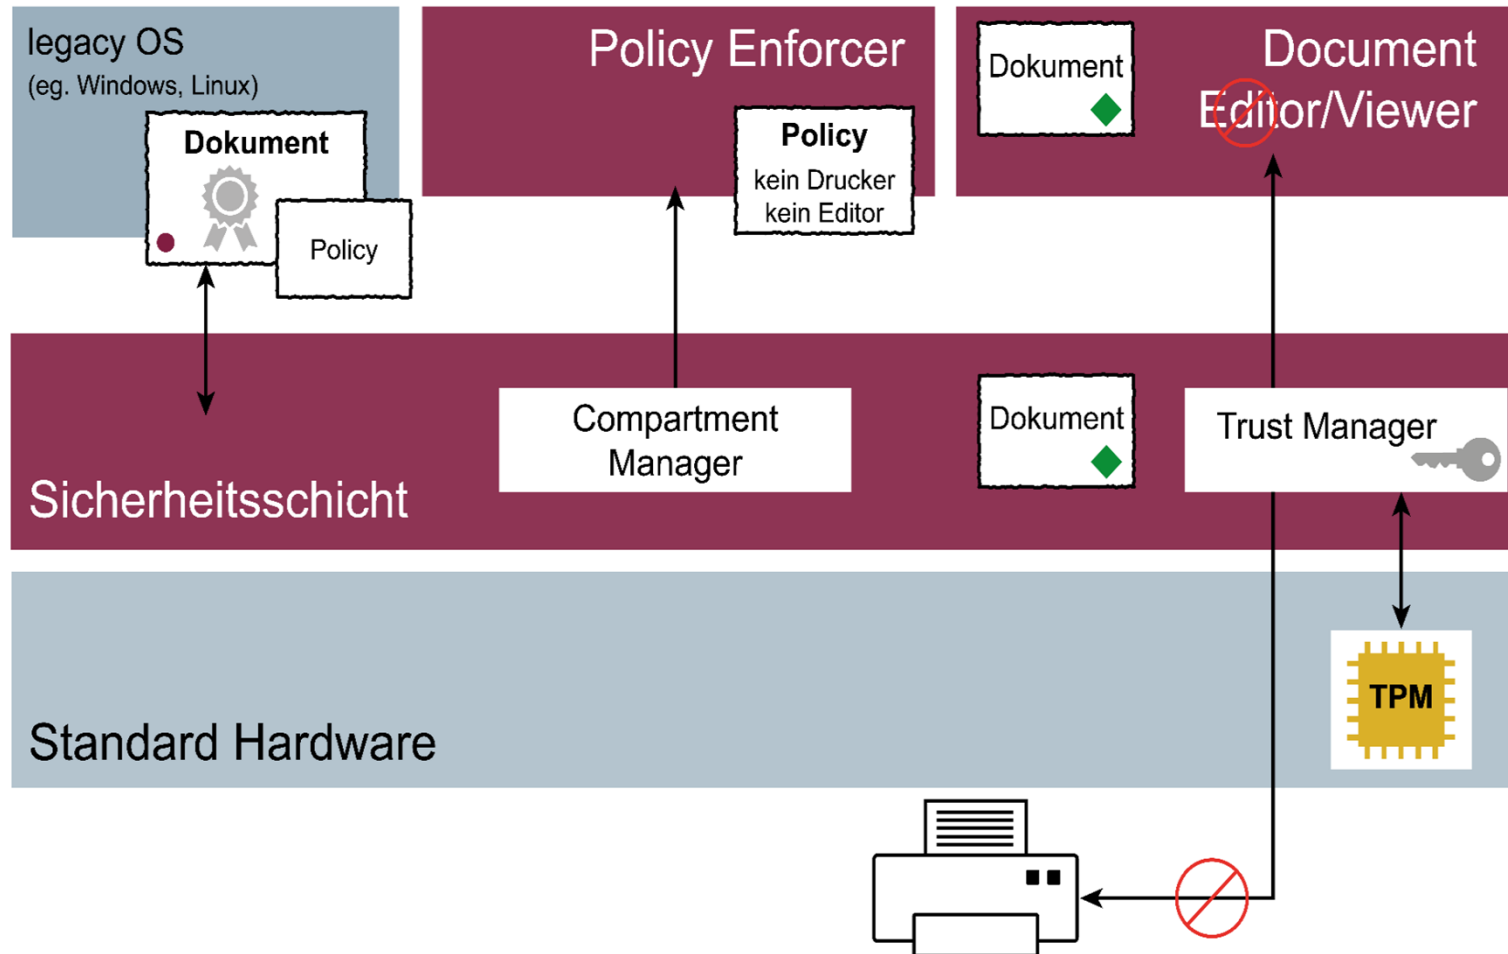 legacy OS
(eg. Windows, Linux)
Dokument
Policy
Policy Enforcer
Policy
kein Drucker
kein Editor
Dokument
Document
Editor/Viewer
Sicherheitsschicht
Compartment
Manager
Dokument
Trust Manager
Standard Hardware
TPM